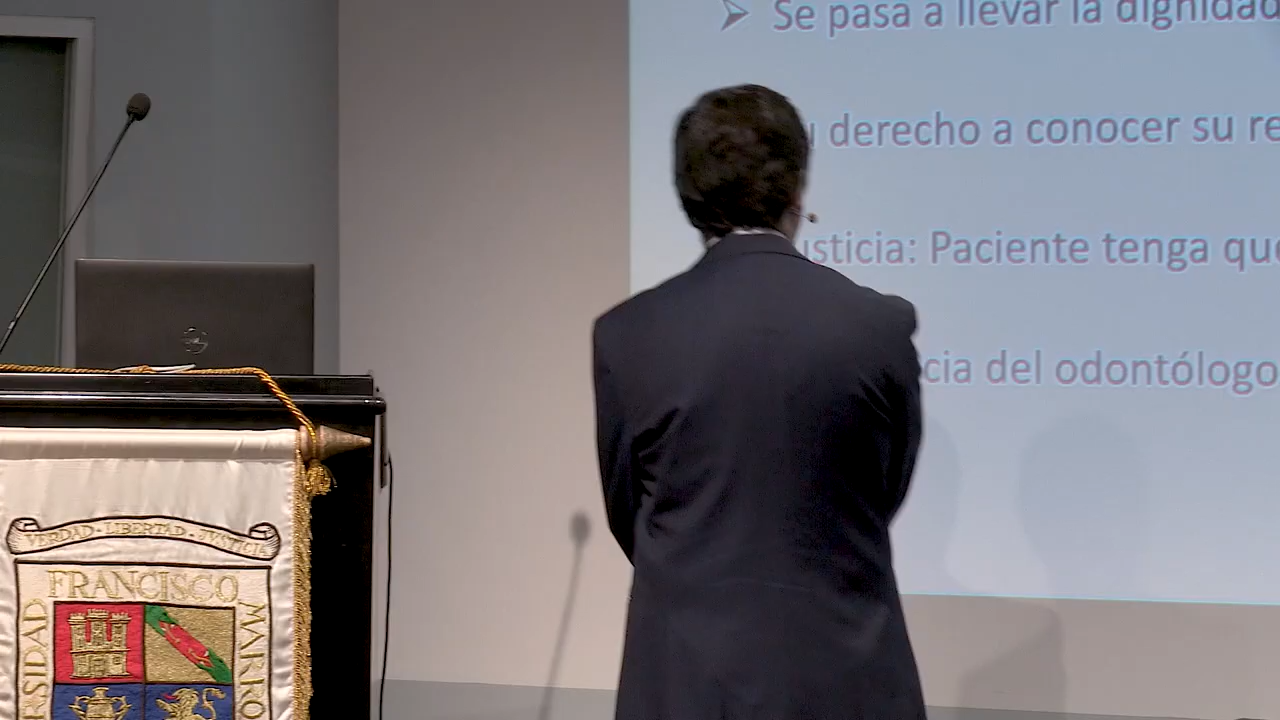 Se pasa a llevar la dignidad
derecho a conocer su re
usticia: Paciente tenga que
cia del odontólogo
VERDAD · LIBERTAD · JVSTICIA
FRANCISCO
RSIDAD
MARRO